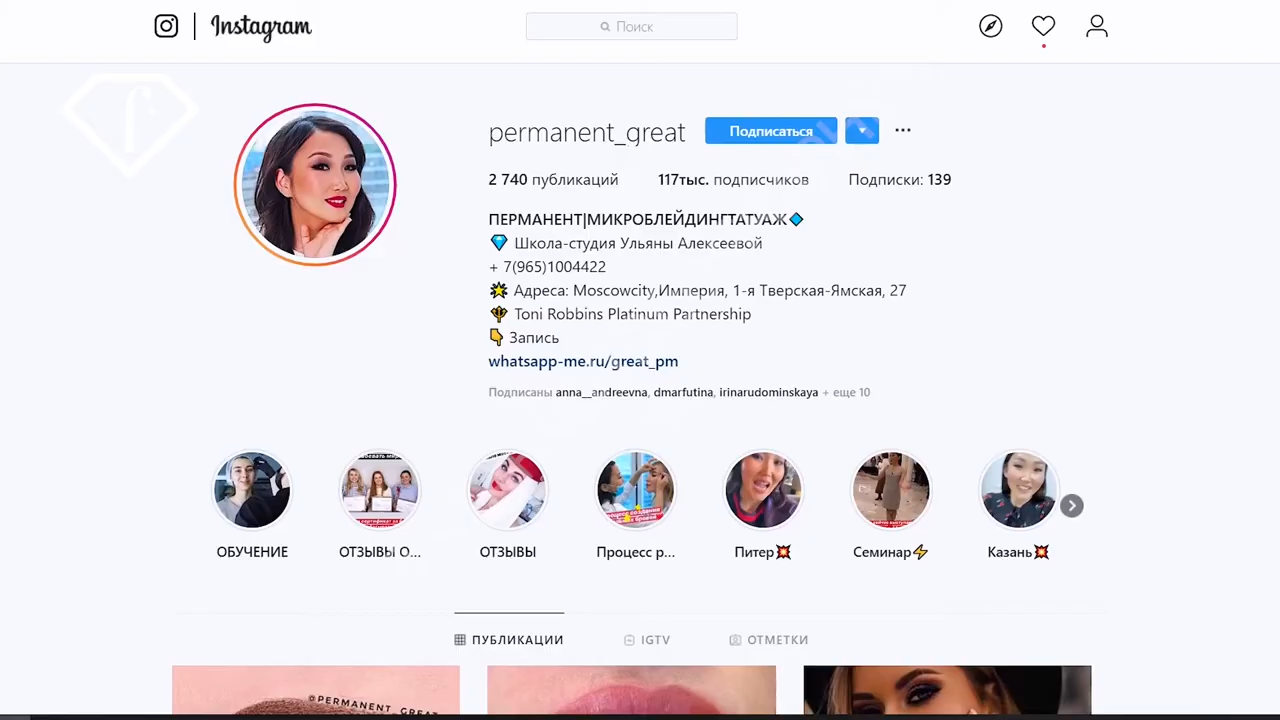 Instagram
Поиск
permanent_great
Подписаться
2 740 публикаций 117тыс. подписчиков Подписки: 139
ПЕРМАНЕНТ|МИКРОБЛЕЙДИНГТАТУАЖ
Школа-студия Ульяны Алексеевой
+ 7(965)1004422
Адреса: Moscowcity,Империя, 1-я Тверская-Ямская, 27
Toni Robbins Platinum Partnership
Запись
whatsapp-me.ru/great_pm
Подписаны anna__andreevna, dmarfutina, irinarudominskaya + еще 10
ОБУЧЕНИЕ ОТЗЫВЫ О... ОТЗЫВЫ Процесс р... Питер Семинар Казань
ПУБЛИКАЦИИ IGTV ОТМЕТКИ
@PERMANENT_GREAT